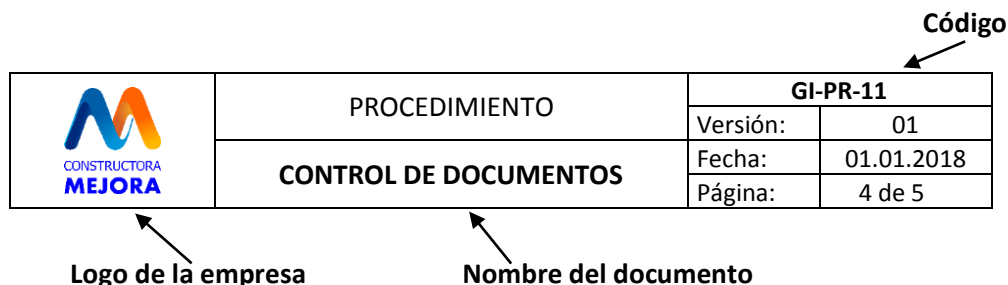 Código
PROCEDIMIENTO
GI-PR-11
Versión: 01
CONSTRUCTORA
MEJORA
CONTROL DE DOCUMENTOS
Fecha: 01.01.2018
Página: 4 de 5
Logo de la empresa
Nombre del documento